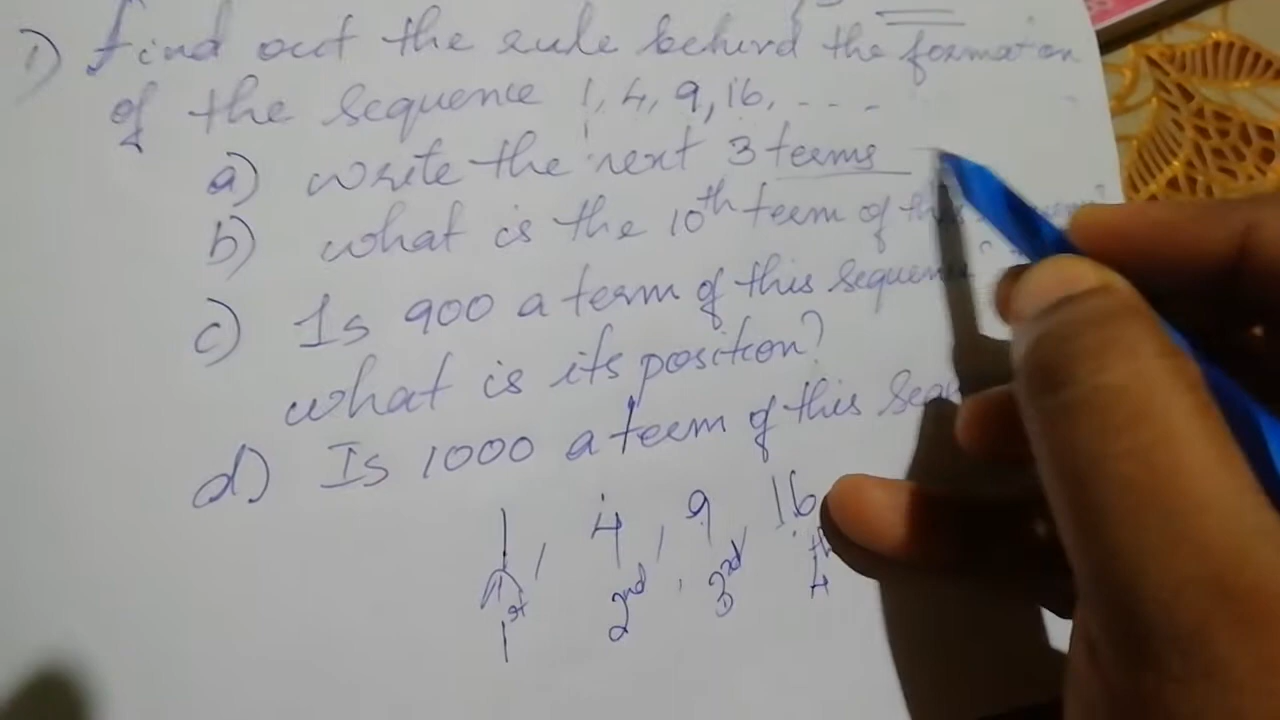 1) Find out the rule behind the formation
of the sequence 1, 4, 9, 16, - - - -
a) write the next 3 terms
b) what is the 10th term of
c) Is 900 a term of this
what is its position?
d) Is 1000 a term of this
1, 4, 9, 16
1st 2nd, 3rd 4th